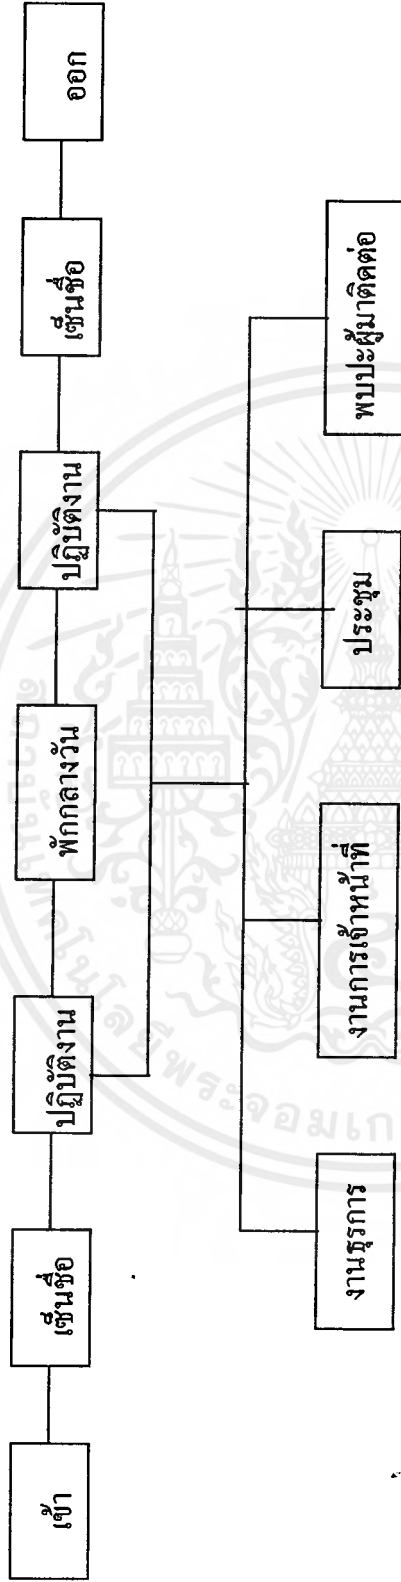 เข้า
เซ็นชื่อ
ปฏิบัติงาน
พักกลางวัน
ปฏิบัติงาน
เซ็นชื่อ
ออก
งานธุรการ
งานการเจ้าหน้าที่
ประชุม
พบปะผู้มาติดต่อ